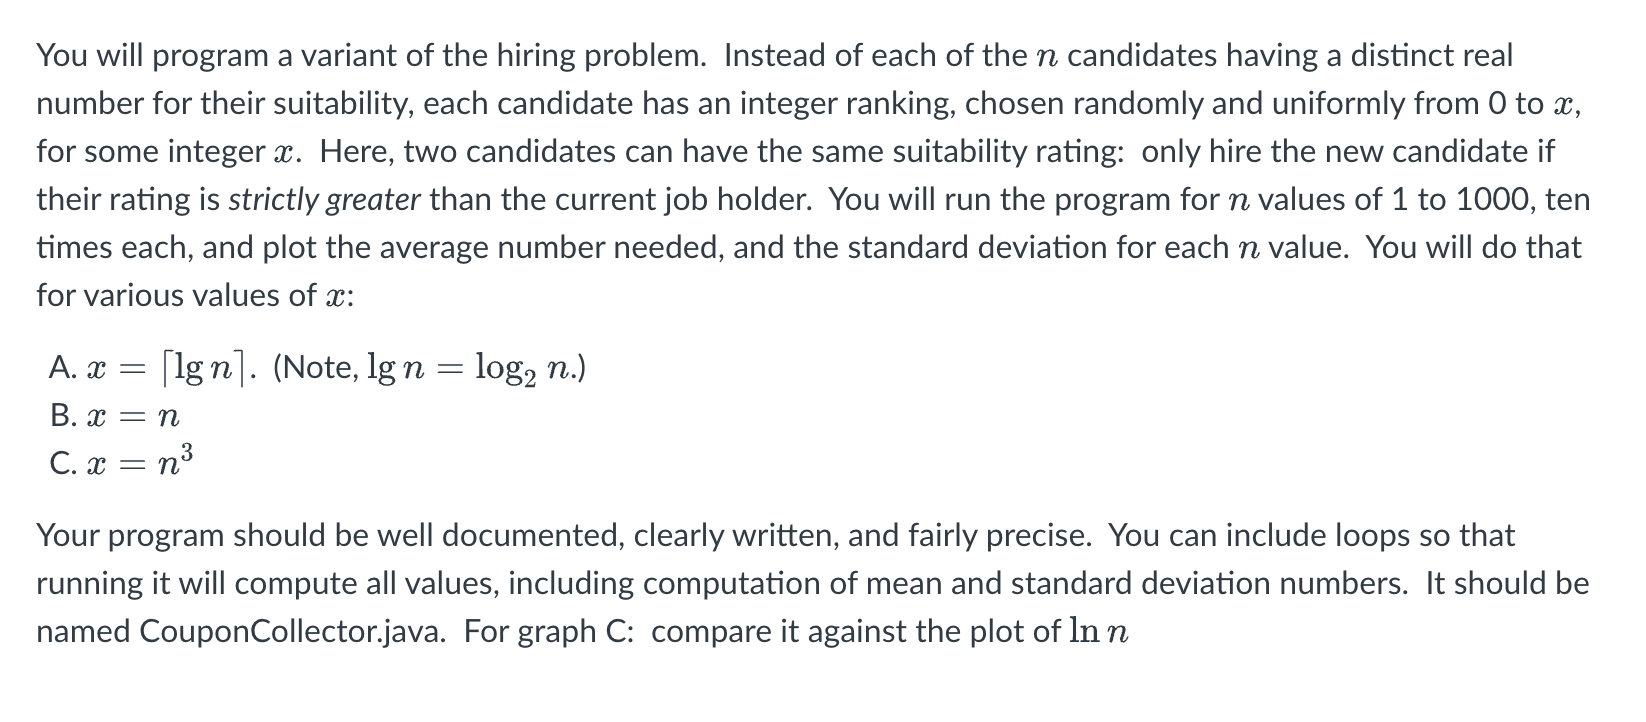 You will program a variant of the hiring problem.  Instead of each of the n candidates having a distinct real
number for their suitability, each candidate has an integer ranking, chosen randomly and uniformly from 0 to x,
for some integer x.  Here, two candidates can have the same suitability rating:  only hire the new candidate if
their rating is strictly greater than the current job holder.  You will run the program for n values of 1 to 1000, ten
times each, and plot the average number needed, and the standard deviation for each n value.  You will do that
for various values of x:
A. x = ⌈lg n⌉.  (Note, lg n = log₂ n.)
B. x = n
C. x = n³
Your program should be well documented, clearly written, and fairly precise.  You can include loops so that
running it will compute all values, including computation of mean and standard deviation numbers.  It should be
named CouponCollector.java.  For graph C:  compare it against the plot of ln n